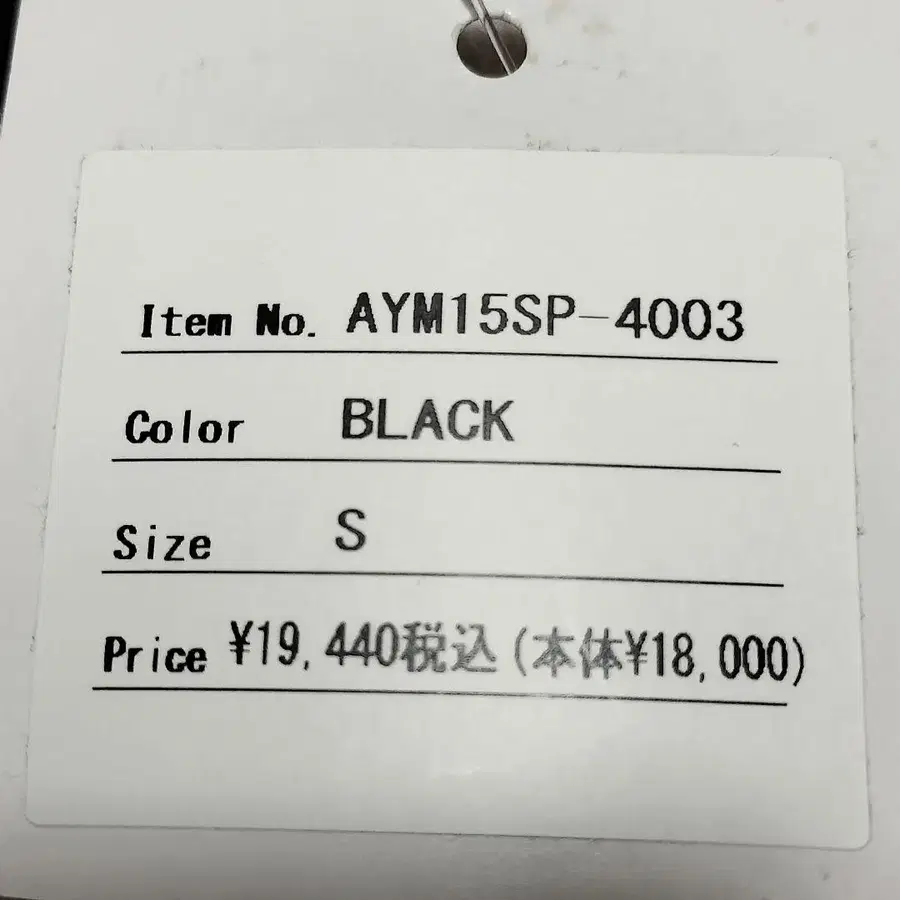 Item No. AYM15SP-4003
Color BLACK
Size S
Price ¥19,440税込(本体¥18,000)